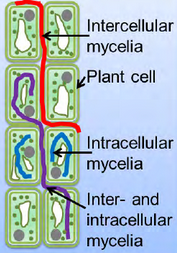 Intercellular
mycelia
Plant cell
Intracellular
mycelia
Inter- and
intracellular
mycelia